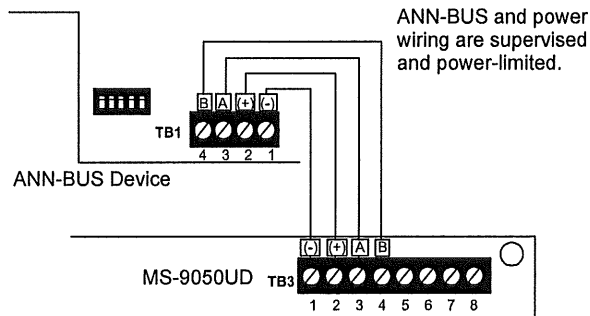 ANN-BUS and power
wiring are supervised
and power-limited.
B A (+) (-)
TB1
4 3 2 1
ANN-BUS Device
(-) (+) A B
MS-9050UD TB3
1 2 3 4 5 6 7 8